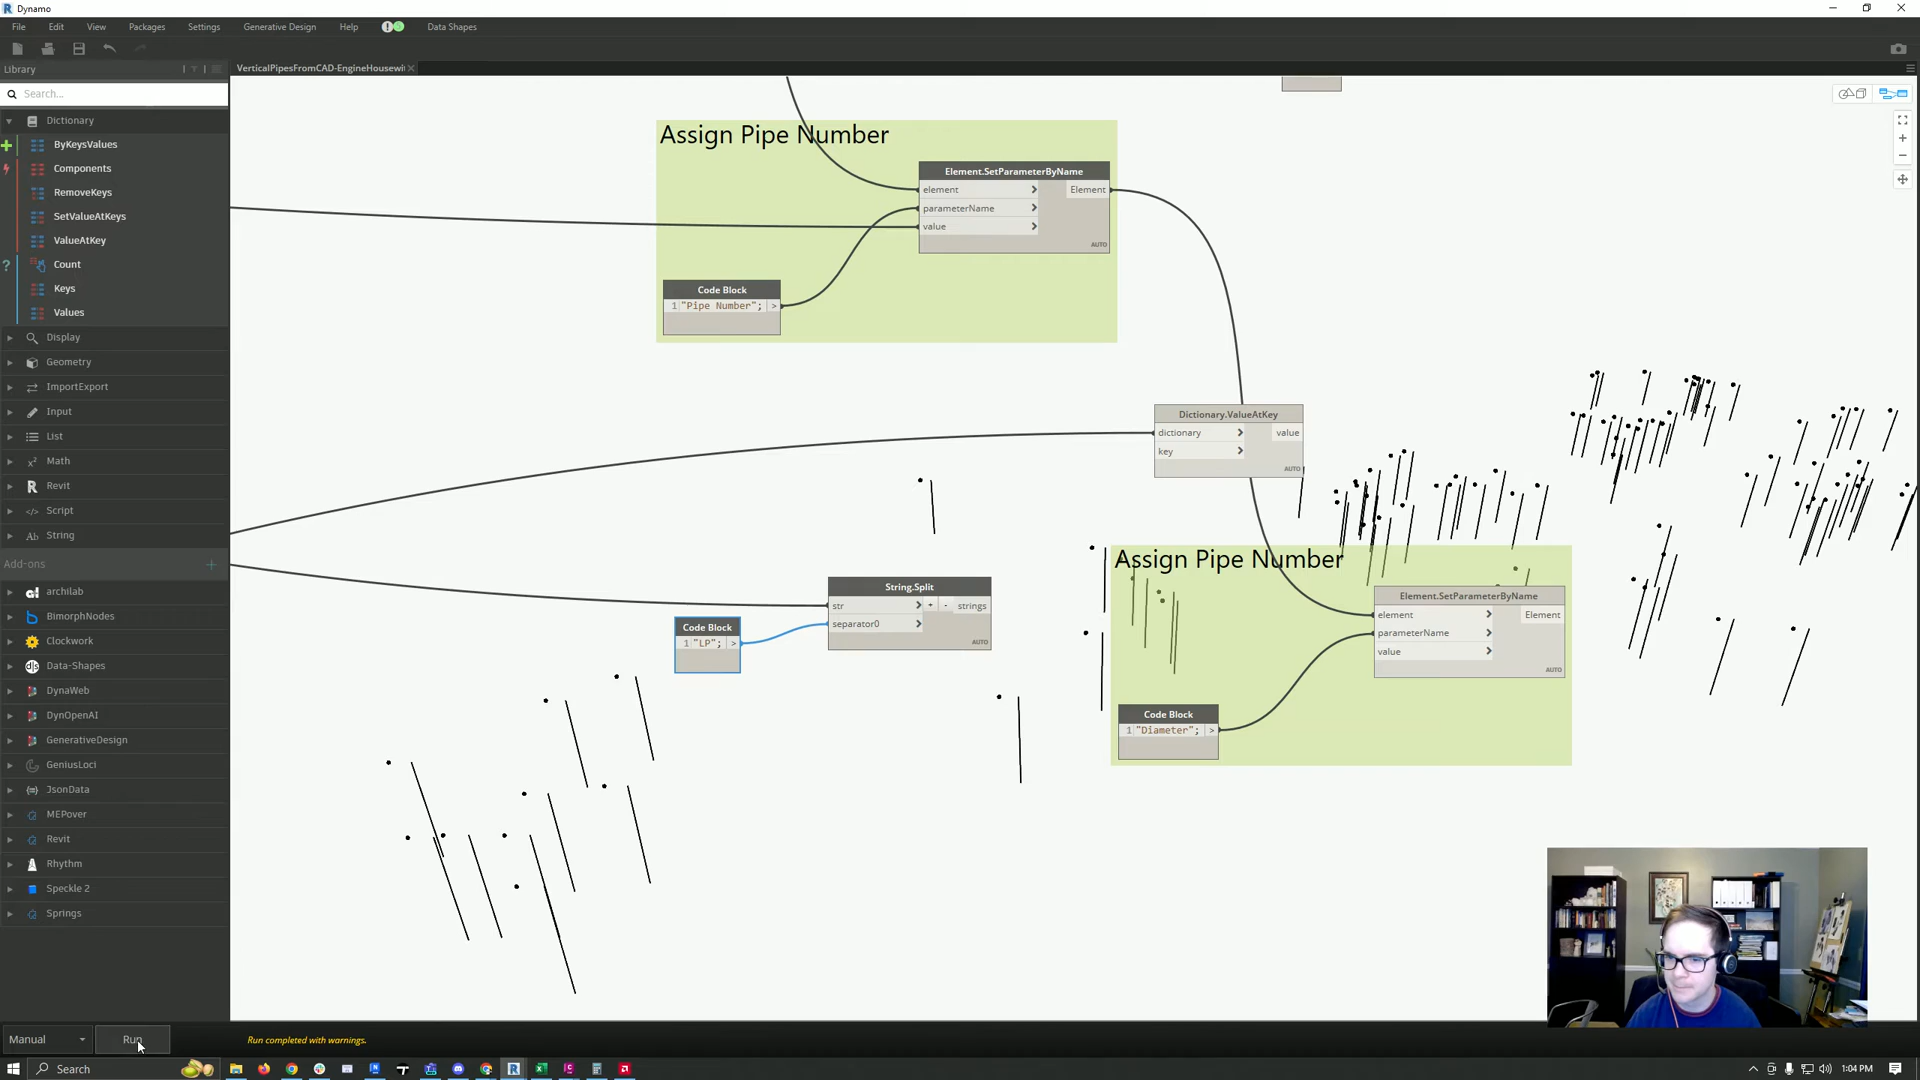 Dynamo
File Edit View Packages Settings Generative Design Help Data Shapes
Library
VerticalPipesFromCAD-EngineHousewi
Search...
Dictionary
ByKeysValues
Components
RemoveKeys
SetValueAtKeys
ValueAtKey
Count
Keys
Values
Display
Geometry
ImportExport
Input
List
Math
Revit
Script
String
Add-ons
archilab
BimorphNodes
Clockwork
Data-Shapes
DynaWeb
DynOpenAI
GenerativeDesign
GeniusLoci
JsonData
MEPover
Revit
Rhythm
Speckle 2
Springs
Assign Pipe Number
Element.SetParameterByName
element > Element
parameterName >
value >
AUTO
Code Block
1 "Pipe Number"; >
Dictionary.ValueAtKey
dictionary > value
key >
AUTO
String.Split
str > + - strings
separator0 >
AUTO
Code Block
1 "LP"; >
Assign Pipe Number
Element.SetParameterByName
element > Element
parameterName >
value >
AUTO
Code Block
1 "Diameter"; >
Manual Run Run completed with warnings.
Search 1:04 PM